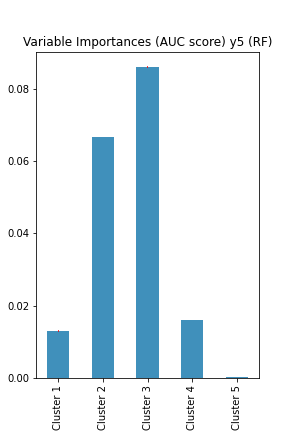 Variable Importances (AUC score) y5 (RF)
0.08
0.06
0.04
0.02
0.00
Cluster 1
Cluster 2
Cluster 3
Cluster 4
Cluster 5